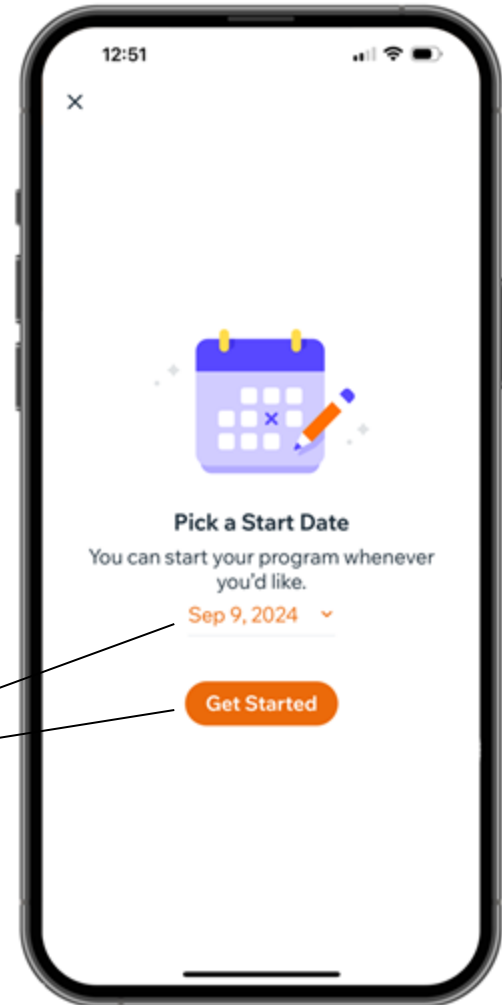 12:51
Pick a Start Date
You can start your program whenever
you'd like.
Sep 9, 2024
Get Started